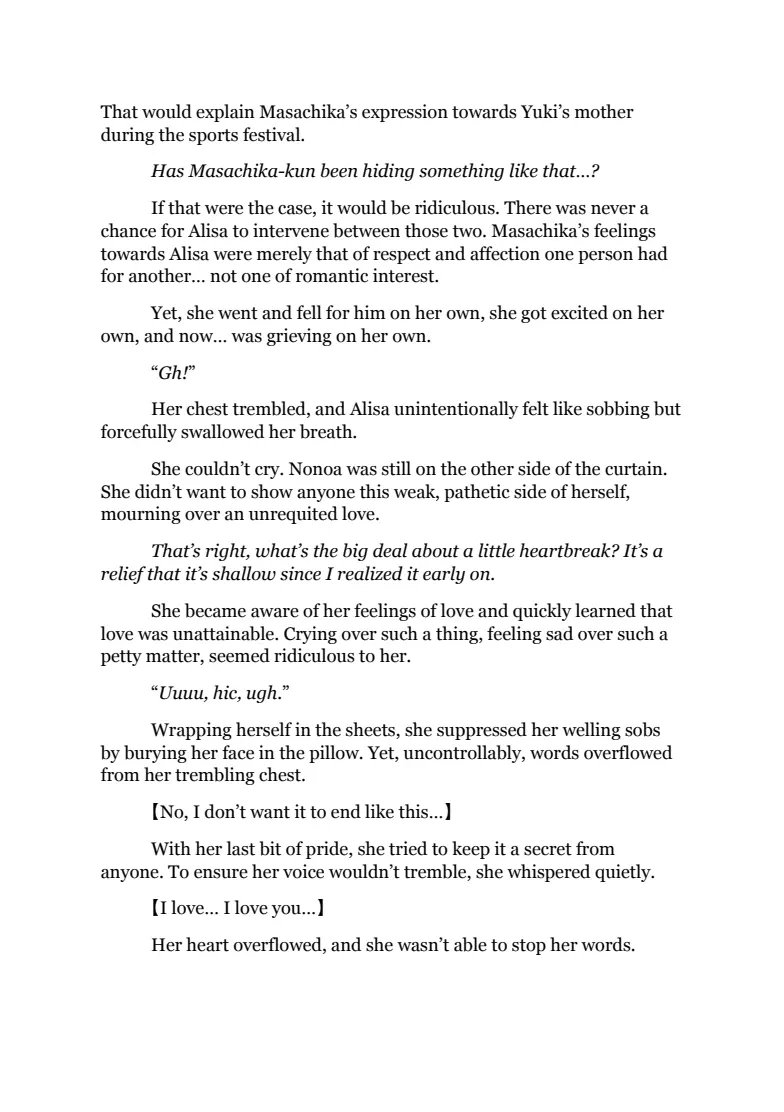 That would explain Masachika’s expression towards Yuki’s mother
during the sports festival.
Has Masachika-kun been hiding something like that…?
If that were the case, it would be ridiculous. There was never a
chance for Alisa to intervene between those two. Masachika’s feelings
towards Alisa were merely that of respect and affection one person had
for another… not one of romantic interest.
Yet, she went and fell for him on her own, she got excited on her
own, and now… was grieving on her own.
“Gh!”
Her chest trembled, and Alisa unintentionally felt like sobbing but
forcefully swallowed her breath.
She couldn’t cry. Nonoa was still on the other side of the curtain.
She didn’t want to show anyone this weak, pathetic side of herself,
mourning over an unrequited love.
That’s right, what’s the big deal about a little heartbreak? It’s a
relief that it’s shallow since I realized it early on.
She became aware of her feelings of love and quickly learned that
love was unattainable. Crying over such a thing, feeling sad over such a
petty matter, seemed ridiculous to her.
“Uuuu, hic, ugh.”
Wrapping herself in the sheets, she suppressed her welling sobs
by burying her face in the pillow. Yet, uncontrollably, words overflowed
from her trembling chest.
【No, I don’t want it to end like this…】
With her last bit of pride, she tried to keep it a secret from
anyone. To ensure her voice wouldn’t tremble, she whispered quietly.
【I love… I love you…】
Her heart overflowed, and she wasn’t able to stop her words.